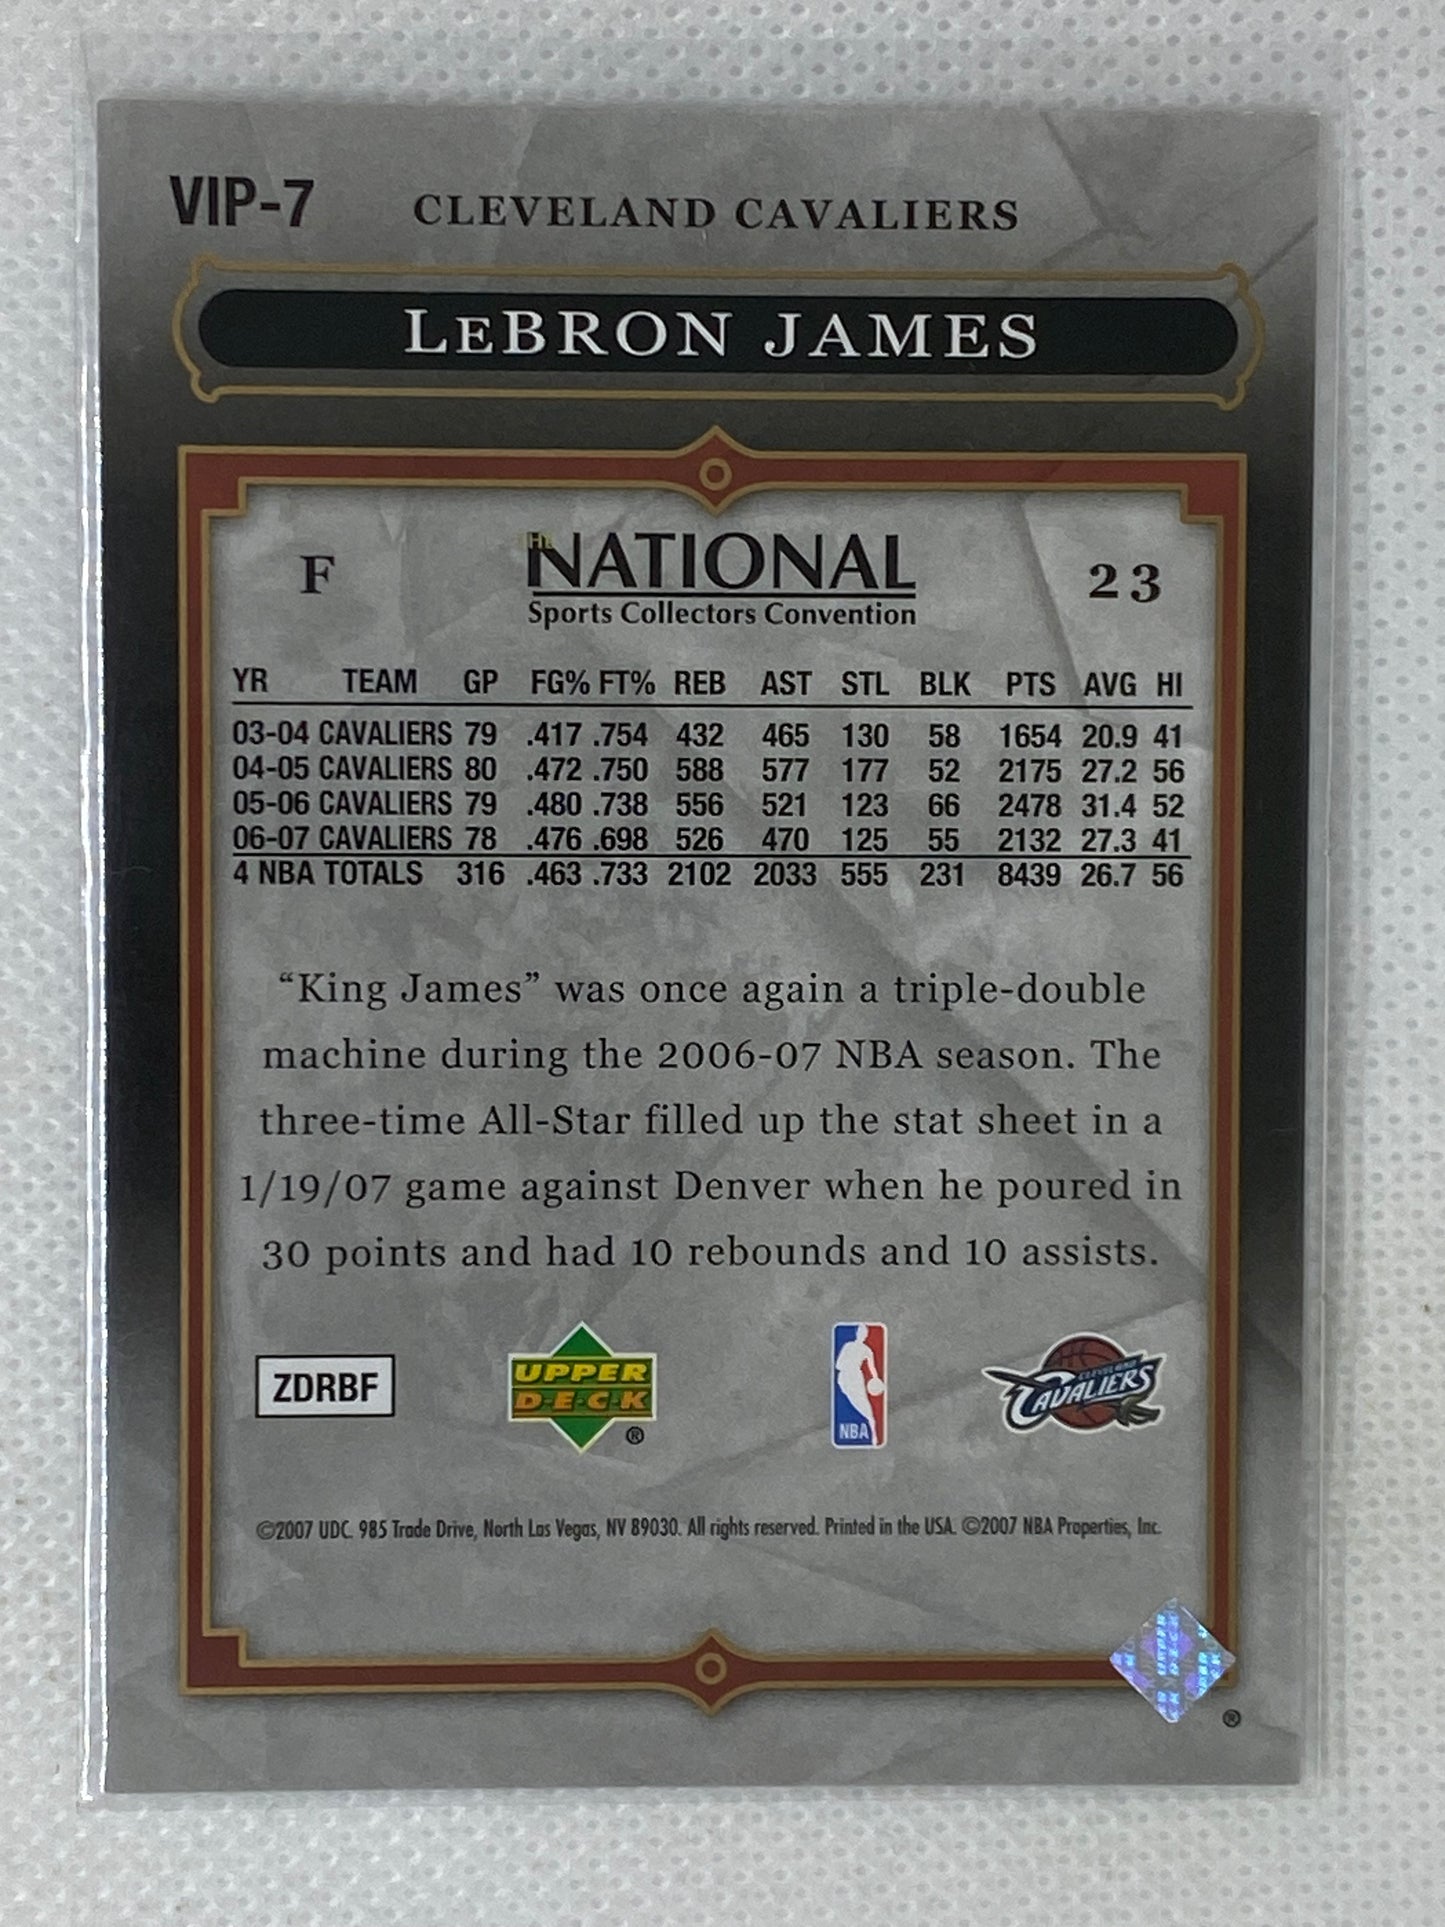 VIP-7 CLEVELAND CAVALIERS
LEBRON JAMES
F THE NATIONAL 23
Sports Collectors Convention
YR TEAM GP FG% FT% REB AST STL BLK PTS AVG HI
03-04 CAVALIERS 79 .417 .754 432 465 130 58 1654 20.9 41
04-05 CAVALIERS 80 .472 .750 588 577 177 52 2175 27.2 56
05-06 CAVALIERS 79 .480 .738 556 521 123 66 2478 31.4 52
06-07 CAVALIERS 78 .476 .698 526 470 125 55 2132 27.3 41
4 NBA TOTALS 316 .463 .733 2102 2033 555 231 8439 26.7 56
“King James” was once again a triple-double
machine during the 2006-07 NBA season. The
three-time All-Star filled up the stat sheet in a
1/19/07 game against Denver when he poured in
30 points and had 10 rebounds and 10 assists.
ZDRBF
UPPER
D·E·C·K
®
NBA
CLEVELAND
CAVALIERS
©2007 UDC. 985 Trade Drive, North Las Vegas, NV 89030. All rights reserved. Printed in the USA. ©2007 NBA Properties, Inc.
®